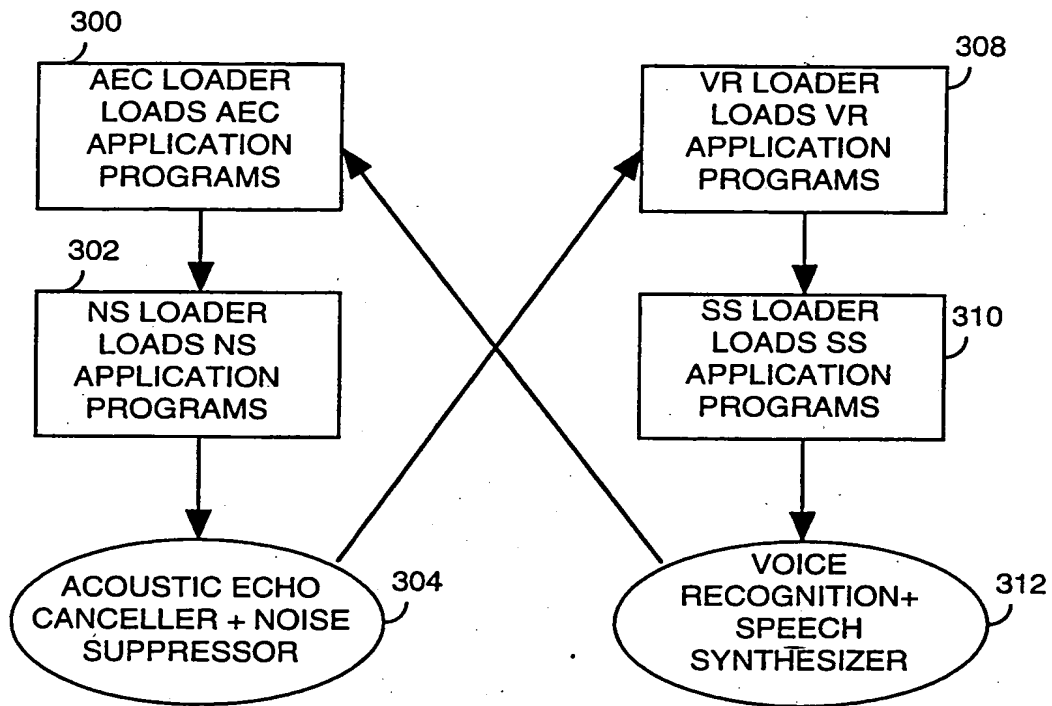 300
AEC LOADER
LOADS AEC
APPLICATION
PROGRAMS
302
NS LOADER
LOADS NS
APPLICATION
PROGRAMS
ACOUSTIC ECHO
CANCELLER + NOISE
SUPPRESSOR
304
308
VR LOADER
LOADS VR
APPLICATION
PROGRAMS
SS LOADER
LOADS SS
APPLICATION
PROGRAMS
310
VOICE
RECOGNITION+
SPEECH
SYNTHESIZER
312